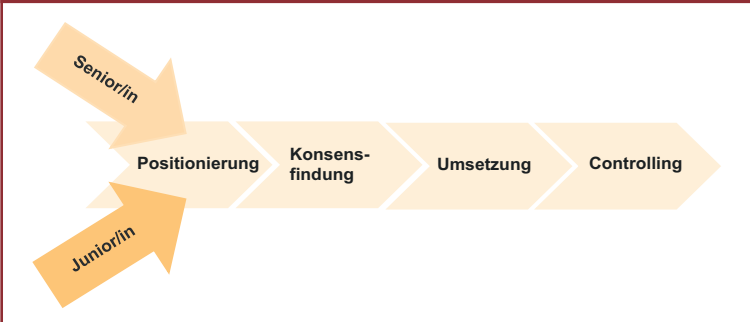 Senior/in
Positionierung
Konsens-
findung
Umsetzung
Controlling
Junior/in